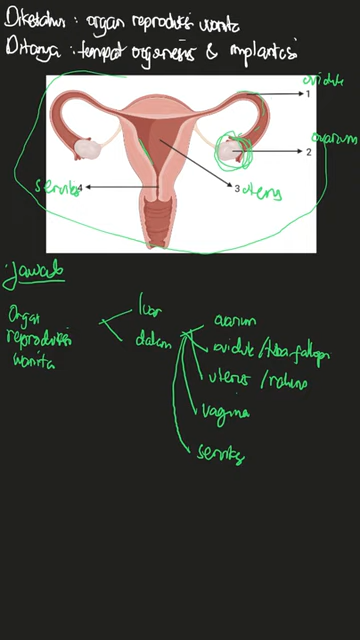 Diketahui : organ reproduksi wanita
Ditanya : tempat oogenesis & implantasi
oviduk
1
ovarium
2
serviks 4
3 uterus
Jawab
Organ reproduksi wanita
luar
dalam
ovarium
oviduk / tuba fallopi
uterus / rahim
vagina
serviks